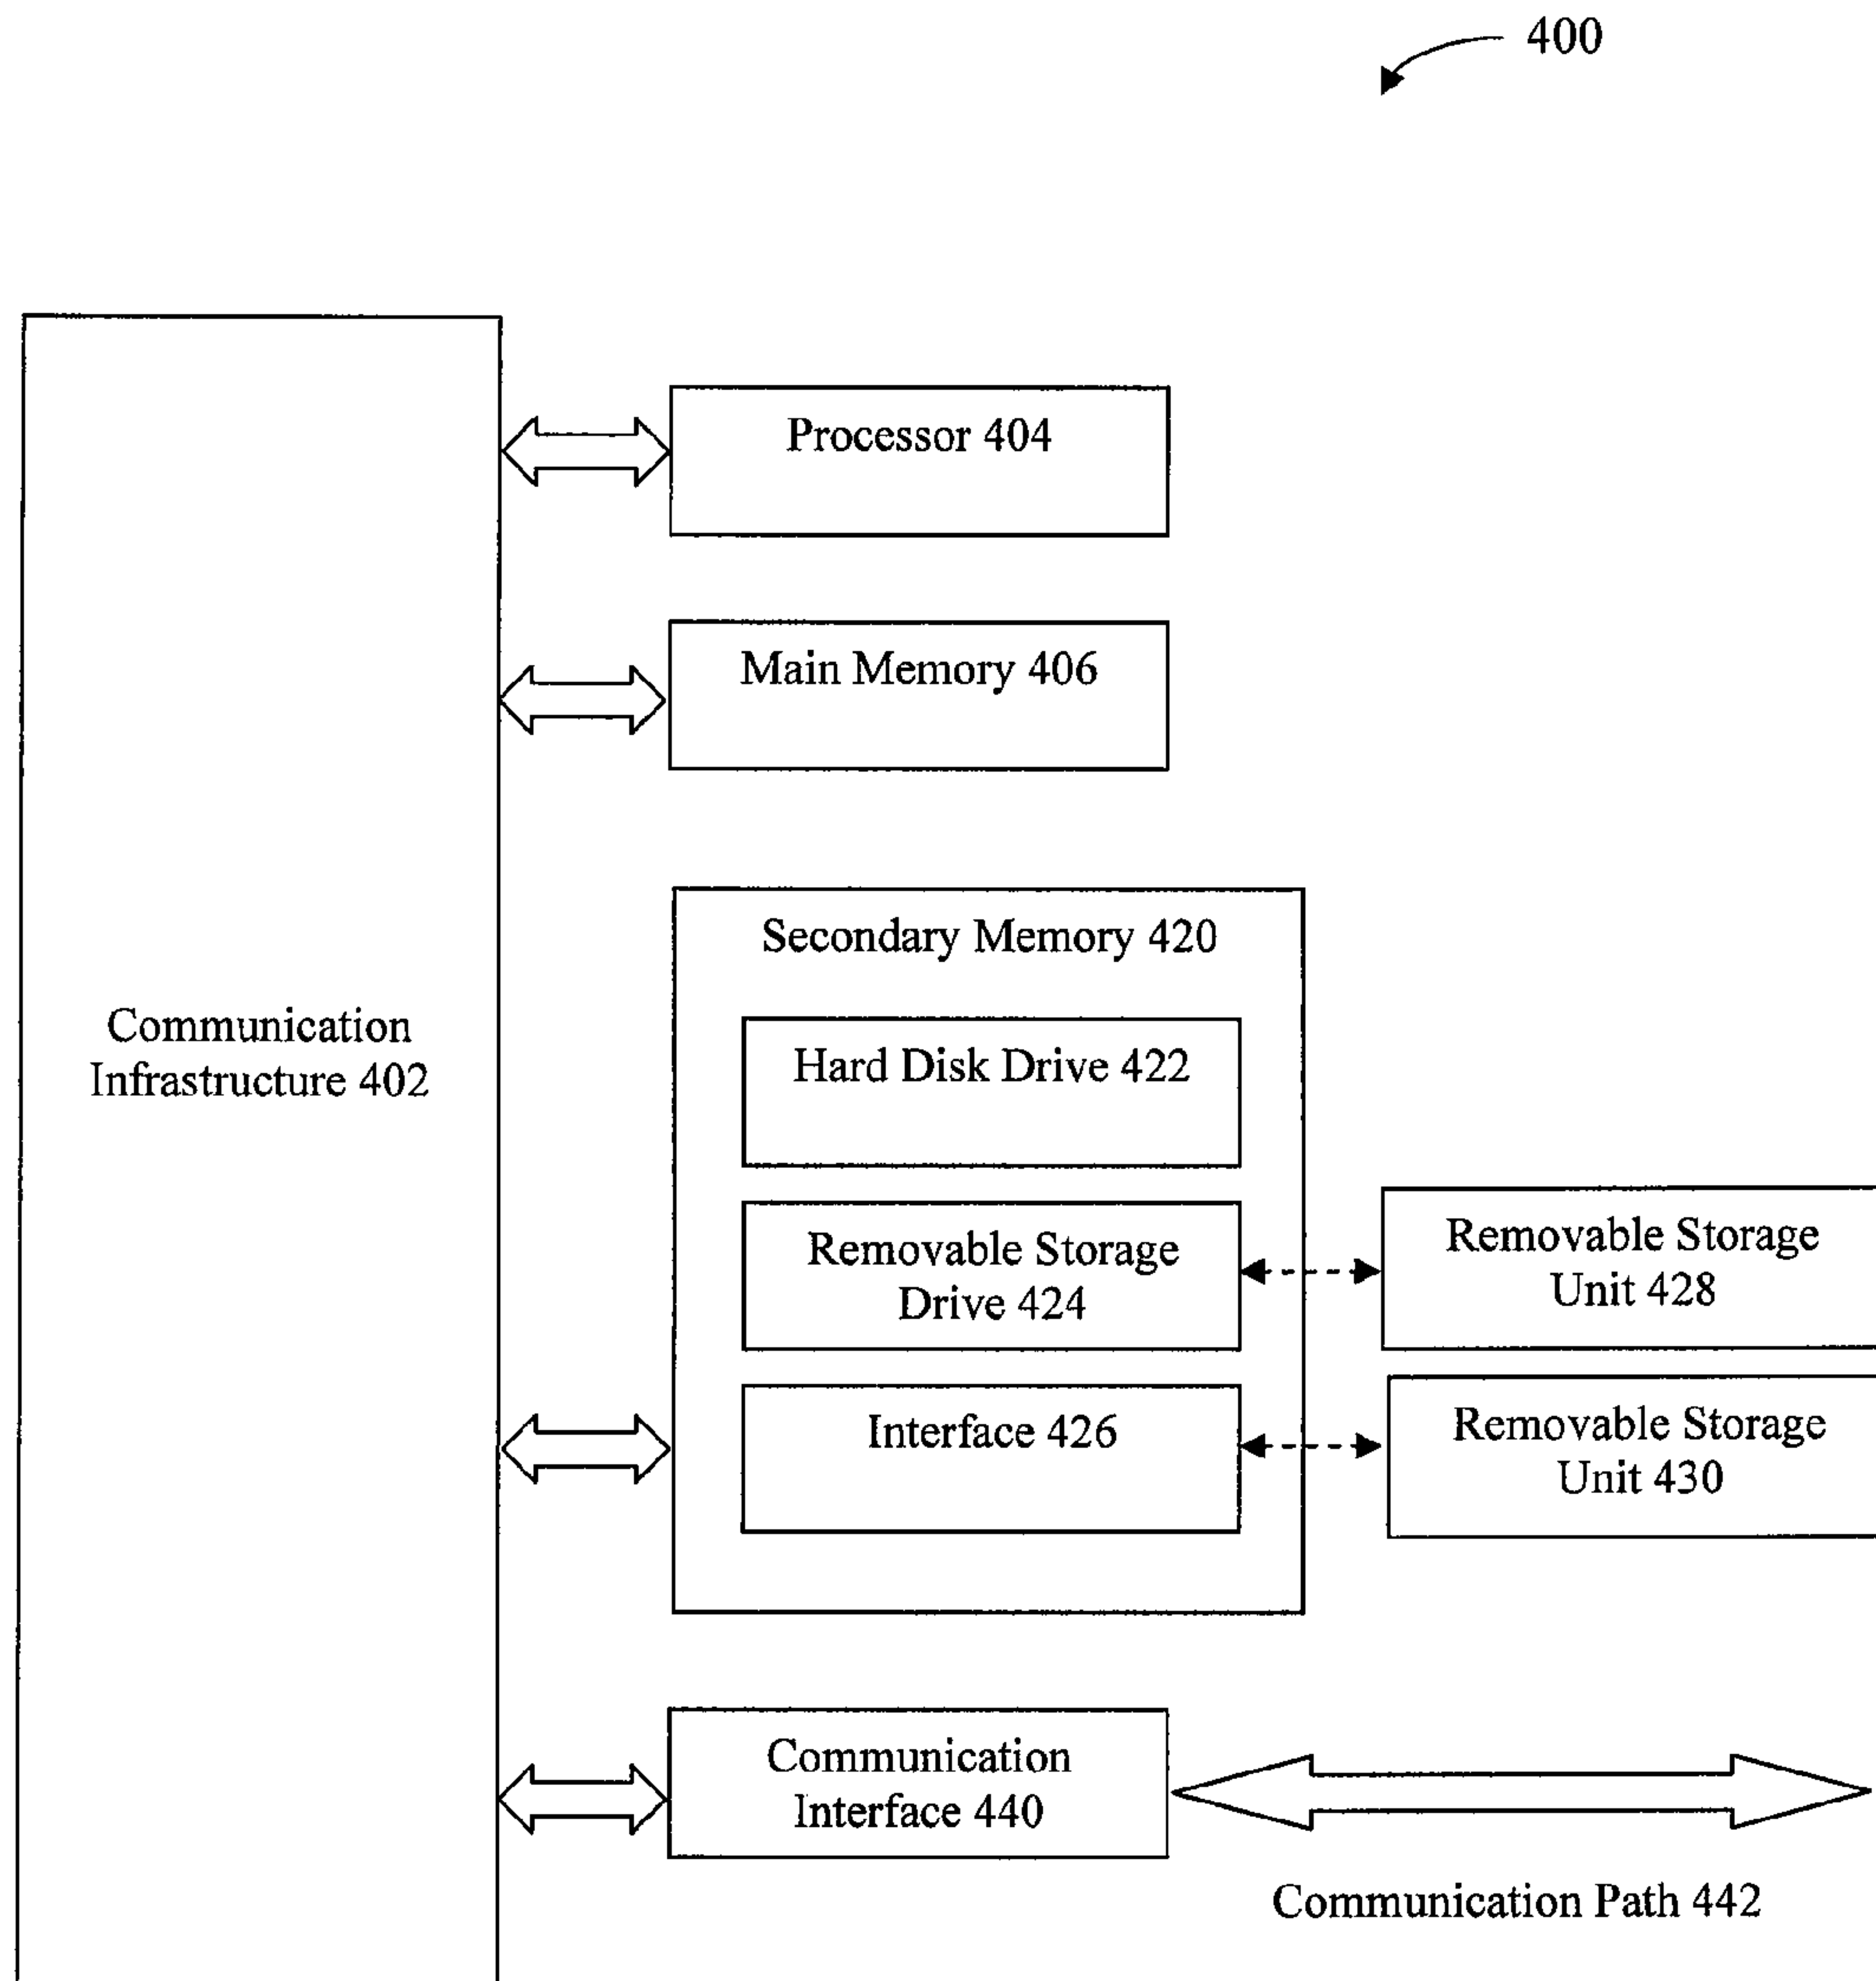 400
Processor 404
Main Memory 406
Secondary Memory 420
Communication
Infrastructure 402
Hard Disk Drive 422
Removable Storage
Drive 424
Removable Storage
Unit 428
Interface 426
Removable Storage
Unit 430
Communication
Interface 440
Communication Path 442